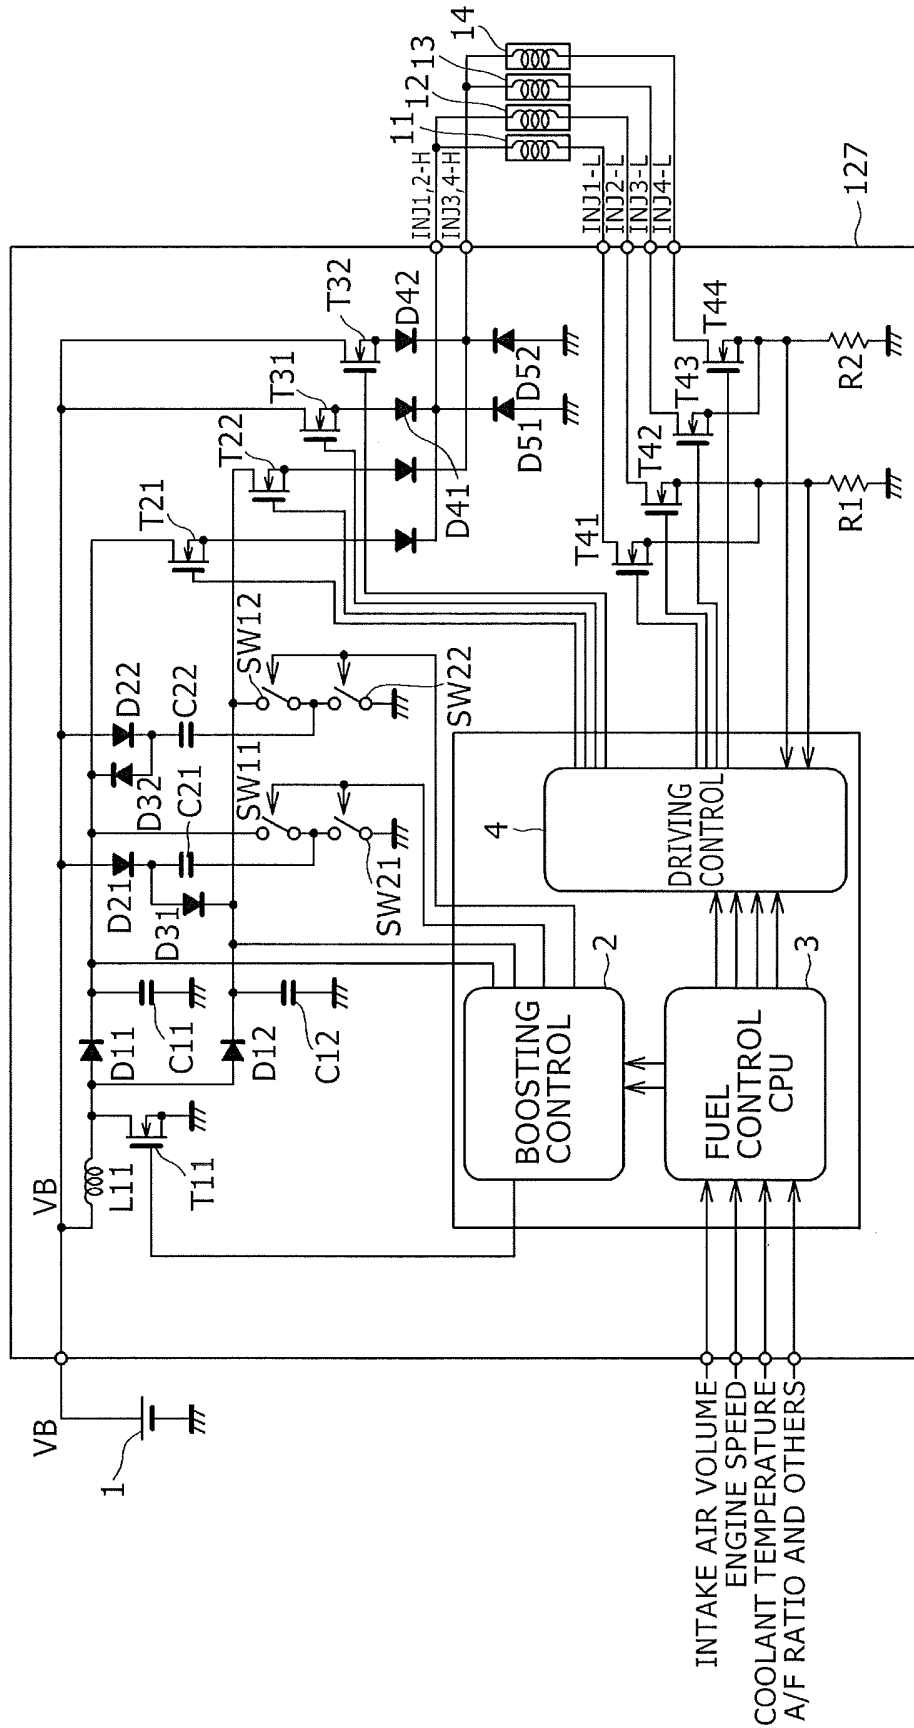 VB
1
VB
L11
T11
D11
C11
D12
C12
D21
D31
C21
D32
D22
C22
SW11
SW21
SW12
SW22
T21
T22
T31
T32
D41
D42
D51
D52
INJ1,2-H
INJ3,4-H
11
12
13
14
INJ1-L
INJ2-L
INJ3-L
INJ4-L
127
T41
T42
T43
T44
R1
R2
BOOSTING
CONTROL
2
FUEL
CONTROL
CPU
3
DRIVING
CONTROL
4
INTAKE AIR VOLUME
ENGINE SPEED
COOLANT TEMPERATURE
A/F RATIO AND OTHERS